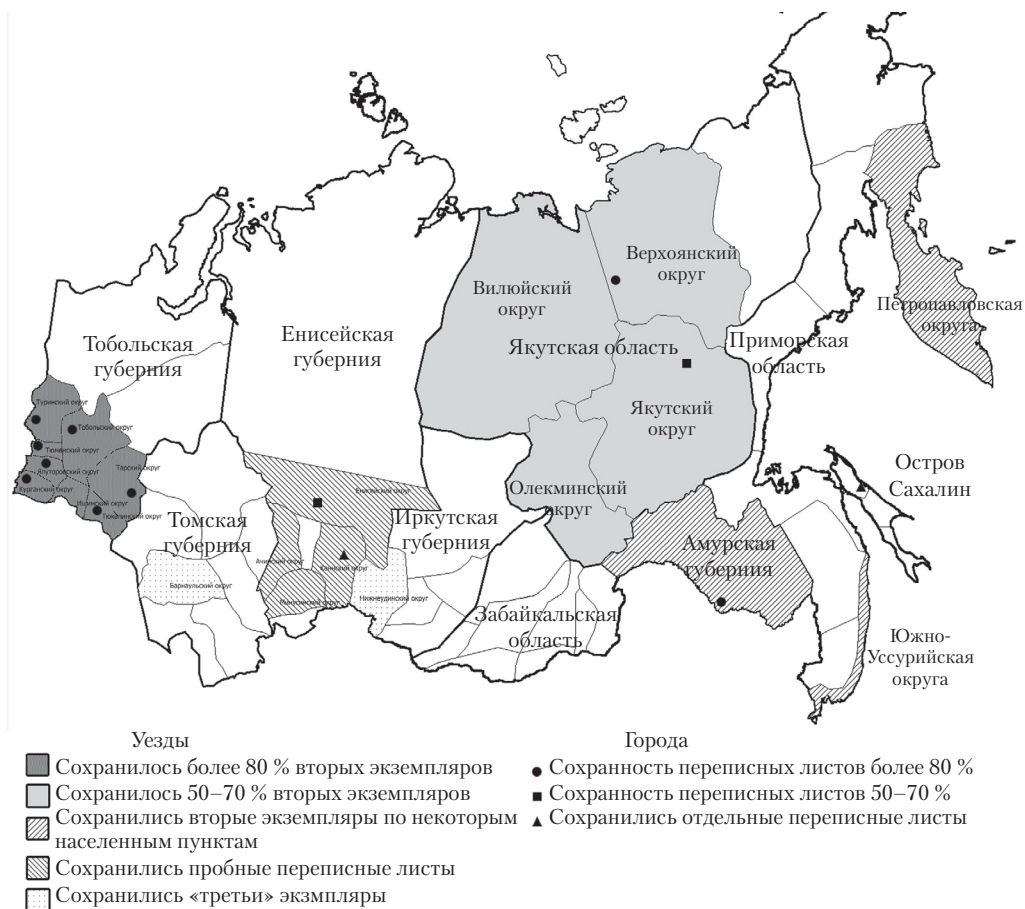 Верхоянский
округ
Вилюйский
округ
Петропавловская
округа
Енисейская
губерния
Тобольская
губерния
Якутская область
Приморская
область
Туринский округ
Якутский
округ
Тобольский округ
Тюменский округ
Ялуторовский округ
Тарский округ
Курганский округ
Ишимский округ
Тюкалинский округ
Остров
Сахалин
Енисейский округ
Олекминский
округ
Томская
губерния
Иркутская
губерния
Амурская
губерния
Ачинский округ
Канский округ
Барнаульский округ
Нижнеудинский округ
Минусинский округ
Забайкальская
область
Южно-
Уссурийская
округа
Уезды
Сохранилось более 80 % вторых экземпляров
Сохранилось 50–70 % вторых экземпляров
Сохранились вторые экземпляры по некоторым
населенным пунктам
Сохранились пробные переписные листы
Сохранились «третьи» экзмпляры
Города
Сохранность переписных листов более 80 %
Сохранность переписных листов 50–70 %
Сохранились отдельные переписные листы